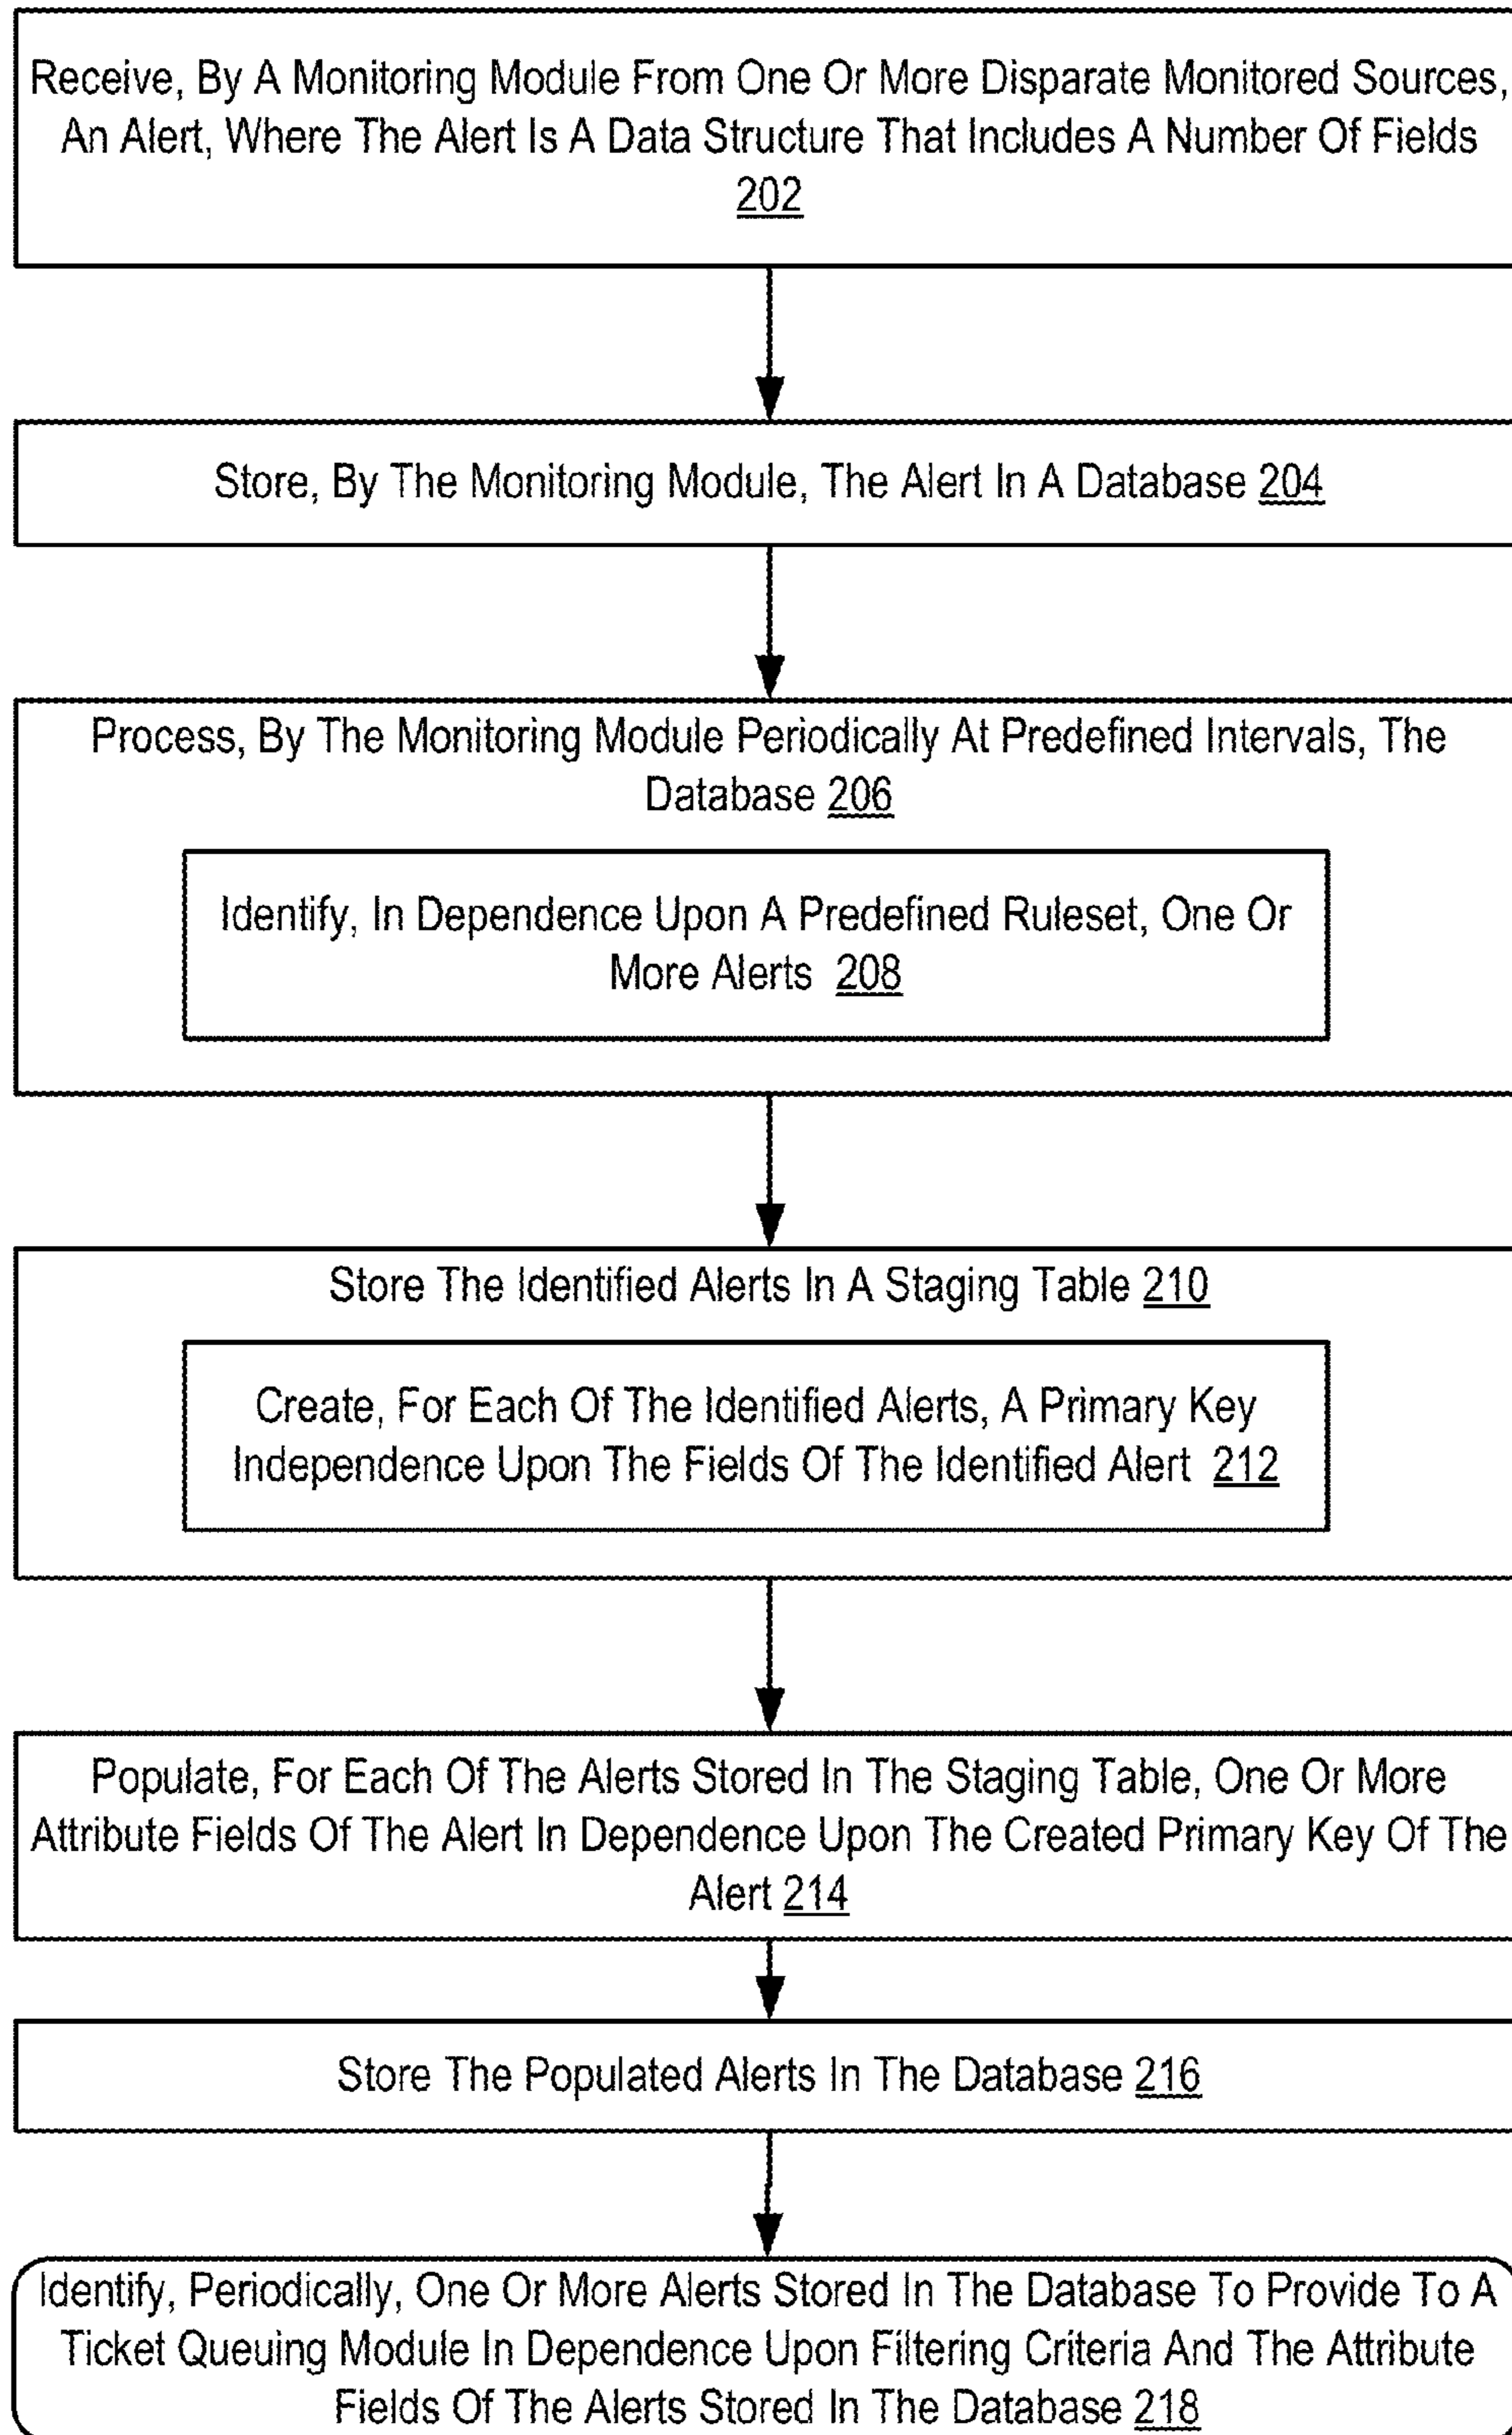 Receive, By A Monitoring Module From One Or More Disparate Monitored Sources,
An Alert, Where The Alert Is A Data Structure That Includes A Number Of Fields
202
Store, By The Monitoring Module, The Alert In A Database 204
Process, By The Monitoring Module Periodically At Predefined Intervals, The
Database 206
Identify, In Dependence Upon A Predefined Ruleset, One Or
More Alerts 208
Store The Identified Alerts In A Staging Table 210
Create, For Each Of The Identified Alerts, A Primary Key
Independence Upon The Fields Of The Identified Alert 212
Populate, For Each Of The Alerts Stored In The Staging Table, One Or More
Attribute Fields Of The Alert In Dependence Upon The Created Primary Key Of The
Alert 214
Store The Populated Alerts In The Database 216
Identify, Periodically, One Or More Alerts Stored In The Database To Provide To A
Ticket Queuing Module In Dependence Upon Filtering Criteria And The Attribute
Fields Of The Alerts Stored In The Database 218